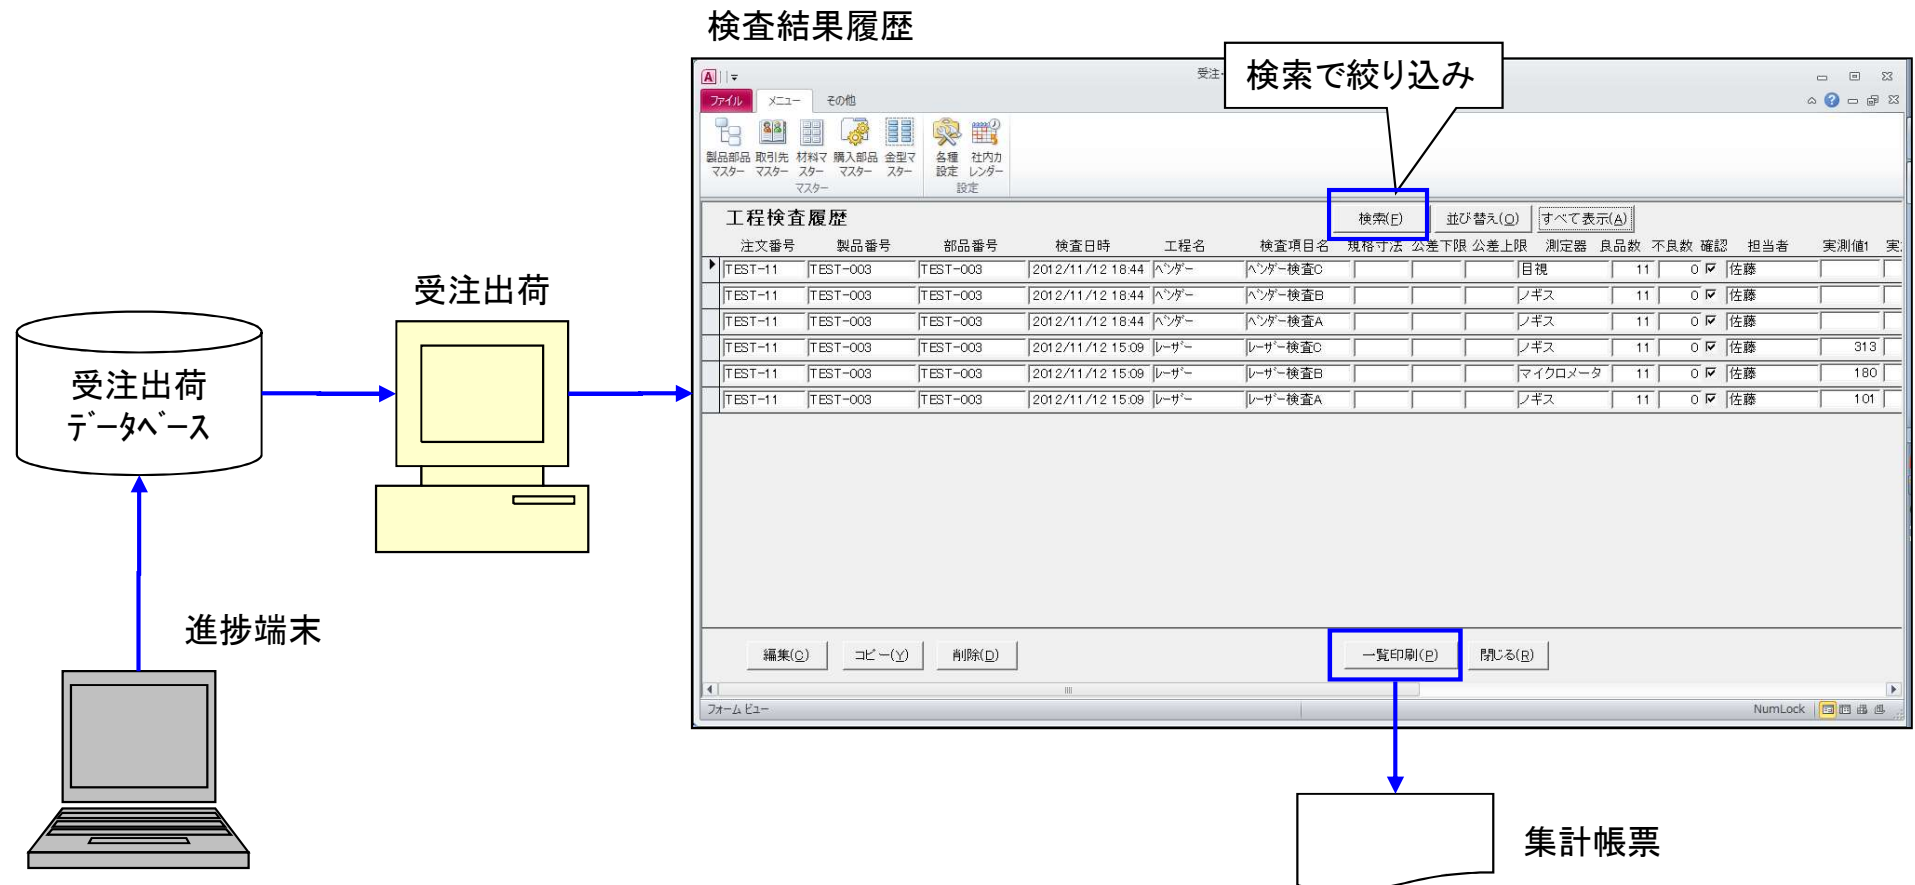 検査結果履歴
検索で絞り込み
受注
ファイル メニュー その他
製品部品マスター 取引先マスター 材料マスター 購入部品マスター 金型マスター 各種設定 社内カレンダー
マスター 設定
工程検査履歴 検索(F) 並び替え(O) すべて表示(A)
注文番号 製品番号 部品番号 検査日時 工程名 検査項目名 規格寸法 公差下限 公差上限 測定器 良品数 不良数 確認 担当者 実測値1 実
TEST-11 TEST-003 TEST-003 2012/11/12 18:44 ベンダー ベンダー検査C 目視 11 0 佐藤
TEST-11 TEST-003 TEST-003 2012/11/12 18:44 ベンダー ベンダー検査B ノギス 11 0 佐藤
TEST-11 TEST-003 TEST-003 2012/11/12 18:44 ベンダー ベンダー検査A ノギス 11 0 佐藤
TEST-11 TEST-003 TEST-003 2012/11/12 15:09 レーザー レーザー検査C ノギス 11 0 佐藤 313
TEST-11 TEST-003 TEST-003 2012/11/12 15:09 レーザー レーザー検査B マイクロメータ 11 0 佐藤 180
TEST-11 TEST-003 TEST-003 2012/11/12 15:09 レーザー レーザー検査A ノギス 11 0 佐藤 101
編集(C) コピー(Y) 削除(D) 一覧印刷(P) 閉じる(R)
フォーム ビュー NumLock
受注出荷
受注出荷
データベース
進捗端末
集計帳票